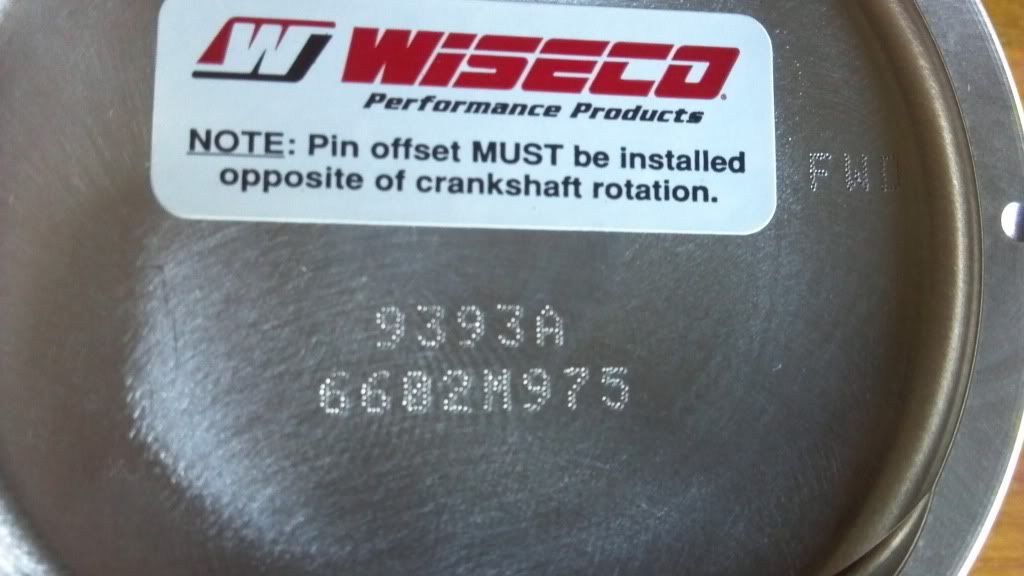 W WISECO®
Performance Products
NOTE: Pin offset MUST be installed
opposite of crankshaft rotation.
FWD
9393A
6602M975